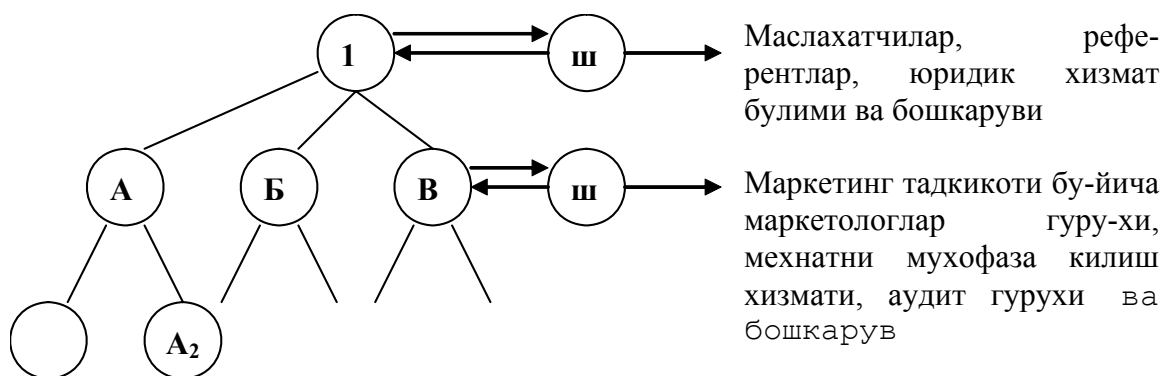 1
ш
Маслахатчилар, рефе-
рентлар, юридик хизмат
булими ва бошкаруви
А
Б
В
ш
Маркетинг тадкикоти бу-йича
маркетологлар гуру-хи,
мехнатни мухофаза килиш
хизмати, аудит гурухи ва
бошкарув
А₂